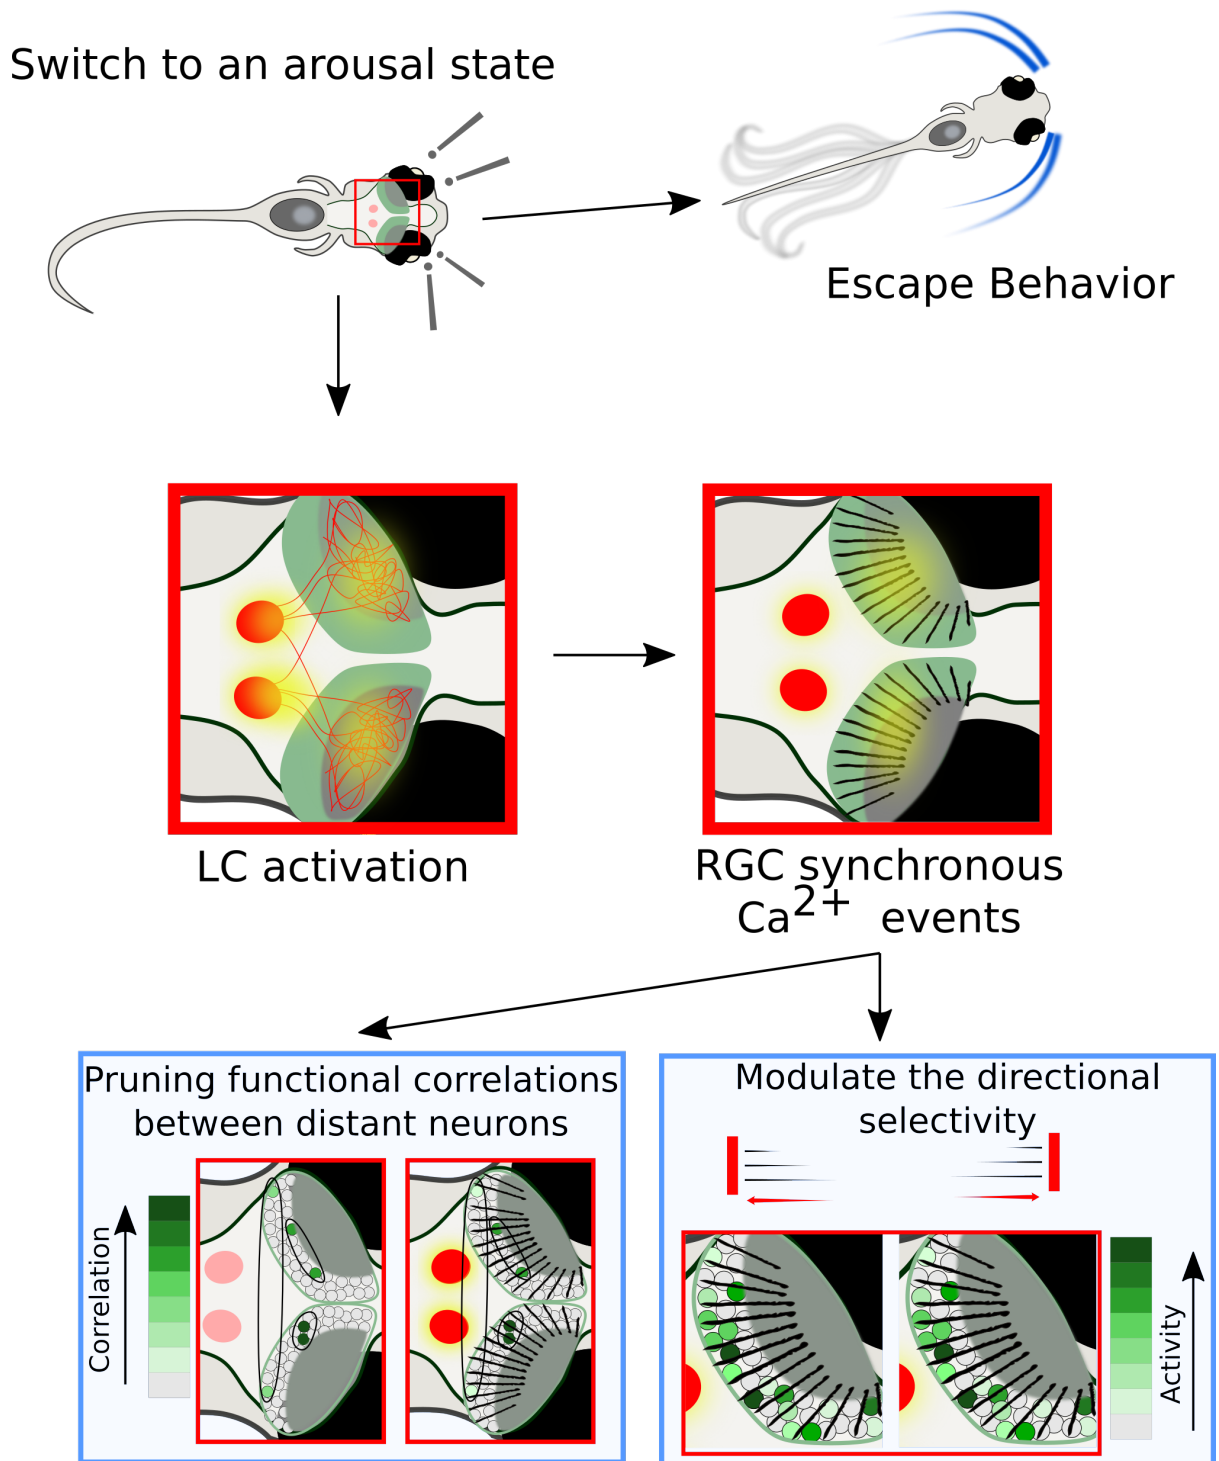 Switch to an arousal state
Escape Behavior
LC activation
RGC synchronous
Ca2+ events
Pruning functional correlations
between distant neurons
Correlation
Modulate the directional
selectivity
Activity